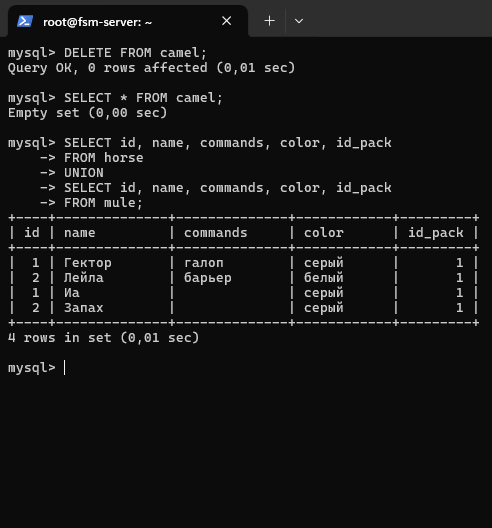 root@fsm-server: ~
mysql> DELETE FROM camel;
Query OK, 0 rows affected (0,01 sec)
mysql> SELECT * FROM camel;
Empty set (0,00 sec)
mysql> SELECT id, name, commands, color, id_pack
    -> FROM horse
    -> UNION
    -> SELECT id, name, commands, color, id_pack
    -> FROM mule;
+----+--------------+--------------+------------+---------+
| id | name         | commands     | color      | id_pack |
+----+--------------+--------------+------------+---------+
|  1 | Гектор       | галоп        | серый      |       1 |
|  2 | Лейла        | барьер       | белый      |       1 |
|  1 | Иа           |              | серый      |       1 |
|  2 | Запах        |              | серый      |       1 |
+----+--------------+--------------+------------+---------+
4 rows in set (0,01 sec)
mysql>